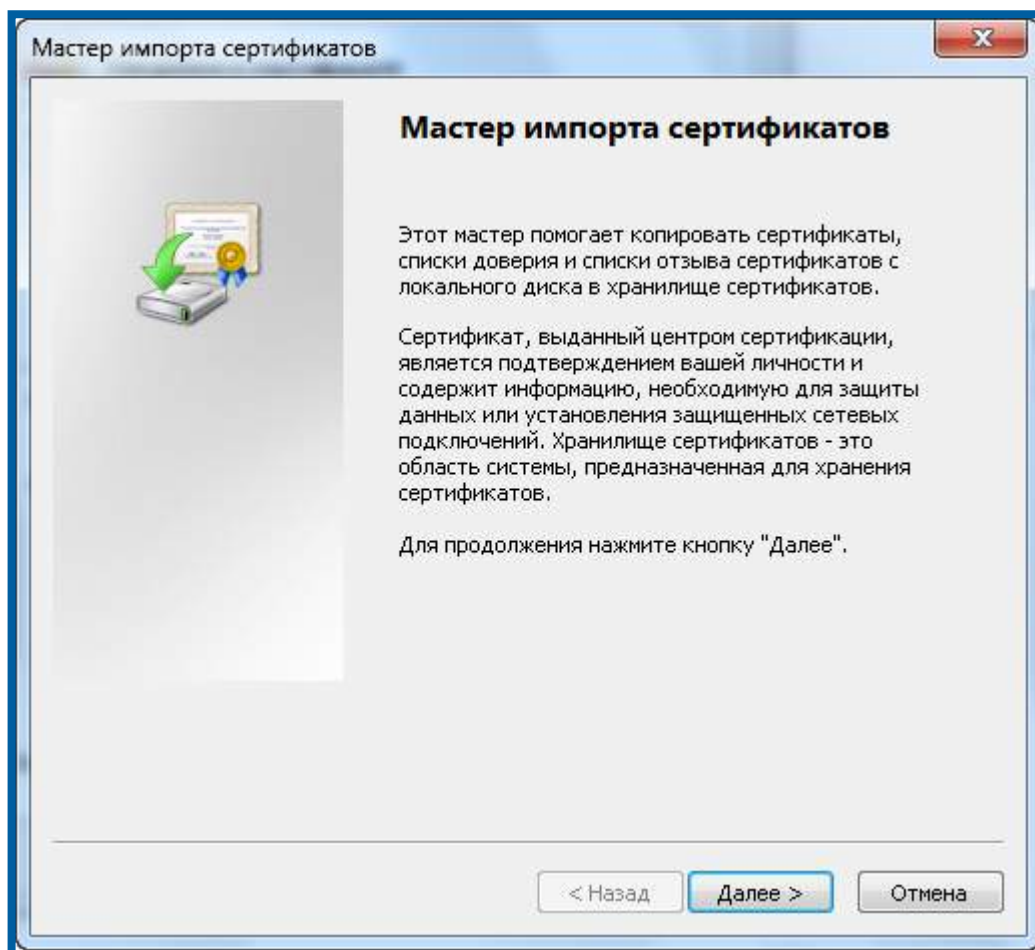 Мастер импорта сертификатов
Мастер импорта сертификатов
Этот мастер помогает копировать сертификаты,
списки доверия и списки отзыва сертификатов с
локального диска в хранилище сертификатов.
Сертификат, выданный центром сертификации,
является подтверждением вашей личности и
содержит информацию, необходимую для защиты
данных или установления защищенных сетевых
подключений. Хранилище сертификатов - это
область системы, предназначенная для хранения
сертификатов.
Для продолжения нажмите кнопку "Далее".
< Назад Далее > Отмена